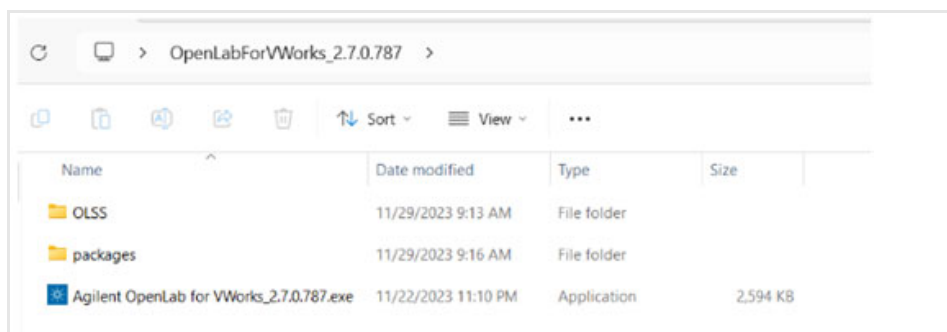 OpenLabForVWorks_2.7.0.787
Sort View
Name Date modified Type Size
OLSS 11/29/2023 9:13 AM File folder
packages 11/29/2023 9:16 AM File folder
Agilent OpenLab for VWorks_2.7.0.787.exe 11/22/2023 11:10 PM Application 2,594 KB